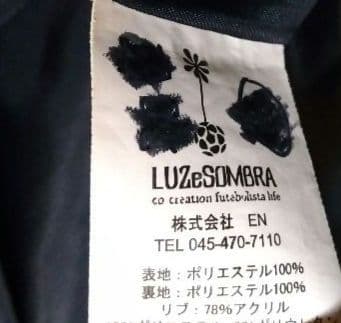 LUZeSOMBRA
co creation futebolista life
株式会社 EN
TEL 045-470-7110
表地：ポリエステル100%
裏地：ポリエステル100%
リブ：78%アクリル